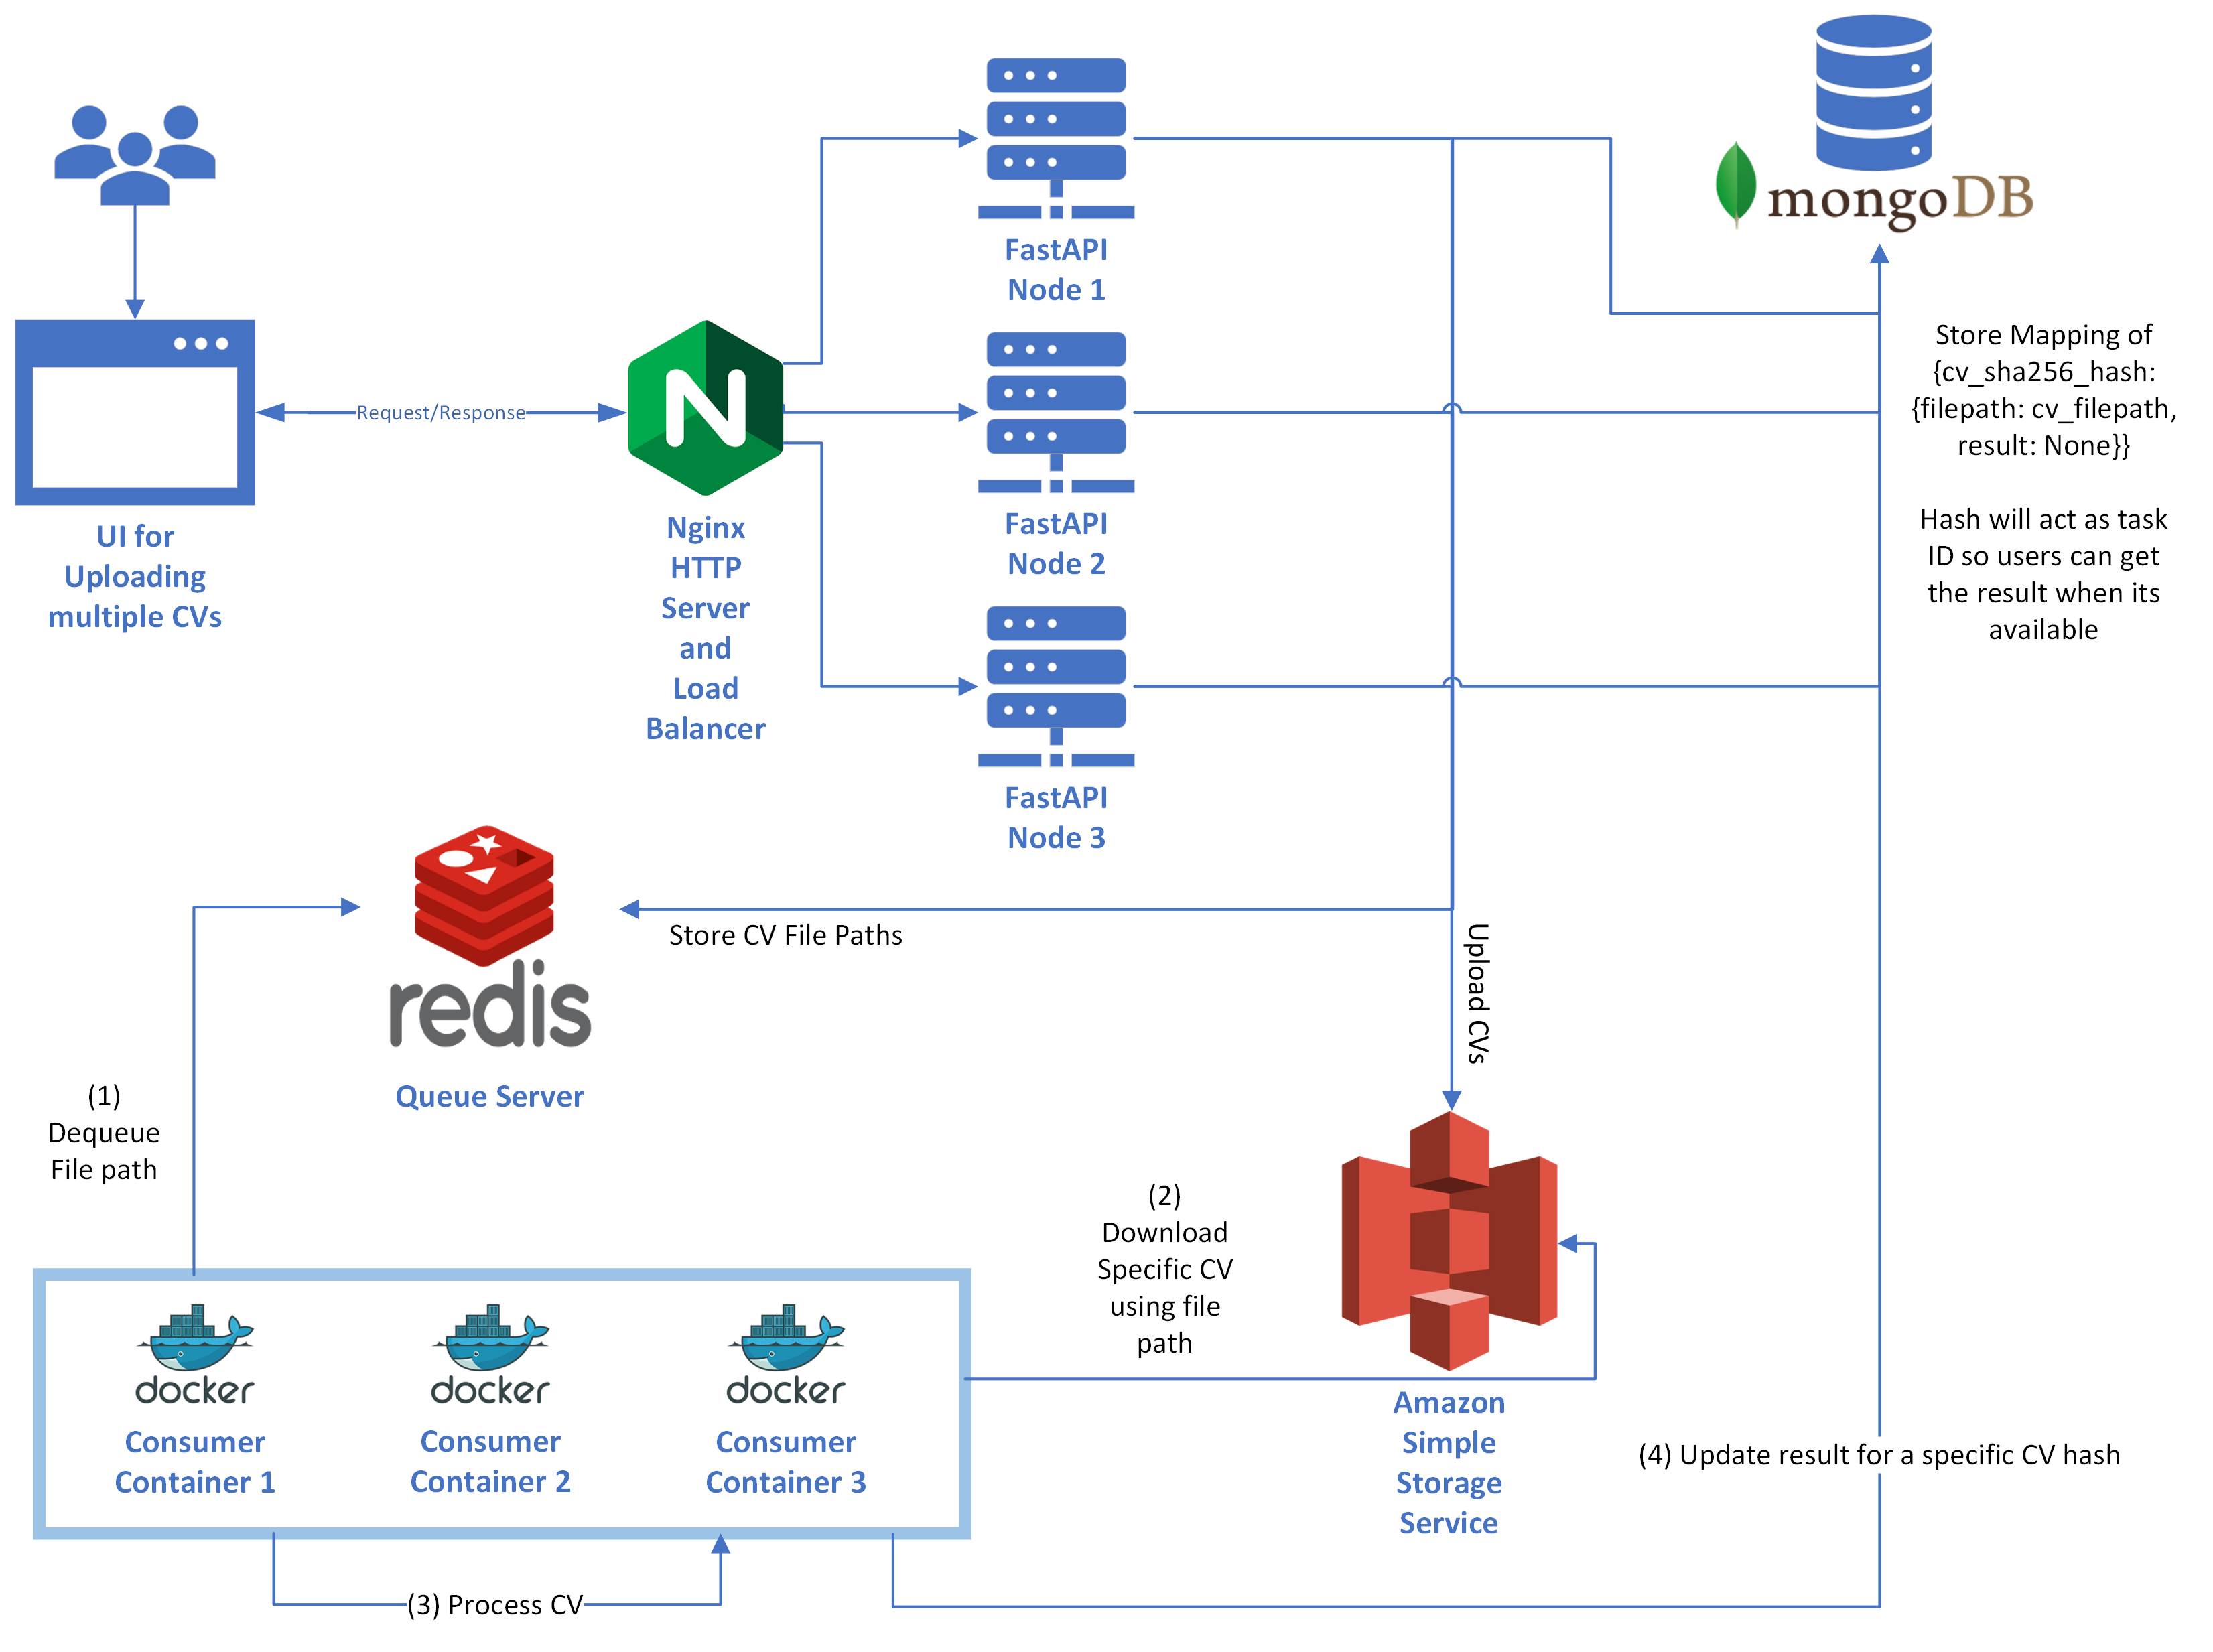 mongoDB
FastAPI
Node 1
Store Mapping of
{cv_sha256_hash:
{filepath: cv_filepath,
result: None}}
Hash will act as task
ID so users can get
the result when its
available
Request/Response
N
UI for
Uploading
multiple CVs
Nginx
HTTP
Server
and
Load
Balancer
FastAPI
Node 2
FastAPI
Node 3
redis
Queue Server
Store CV File Paths
Upload CVs
(1)
Dequeue
File path
(2)
Download
Specific CV
using file
path
docker
Consumer
Container 1
docker
Consumer
Container 2
docker
Consumer
Container 3
Amazon
Simple
Storage
Service
(4) Update result for a specific CV hash
(3) Process CV